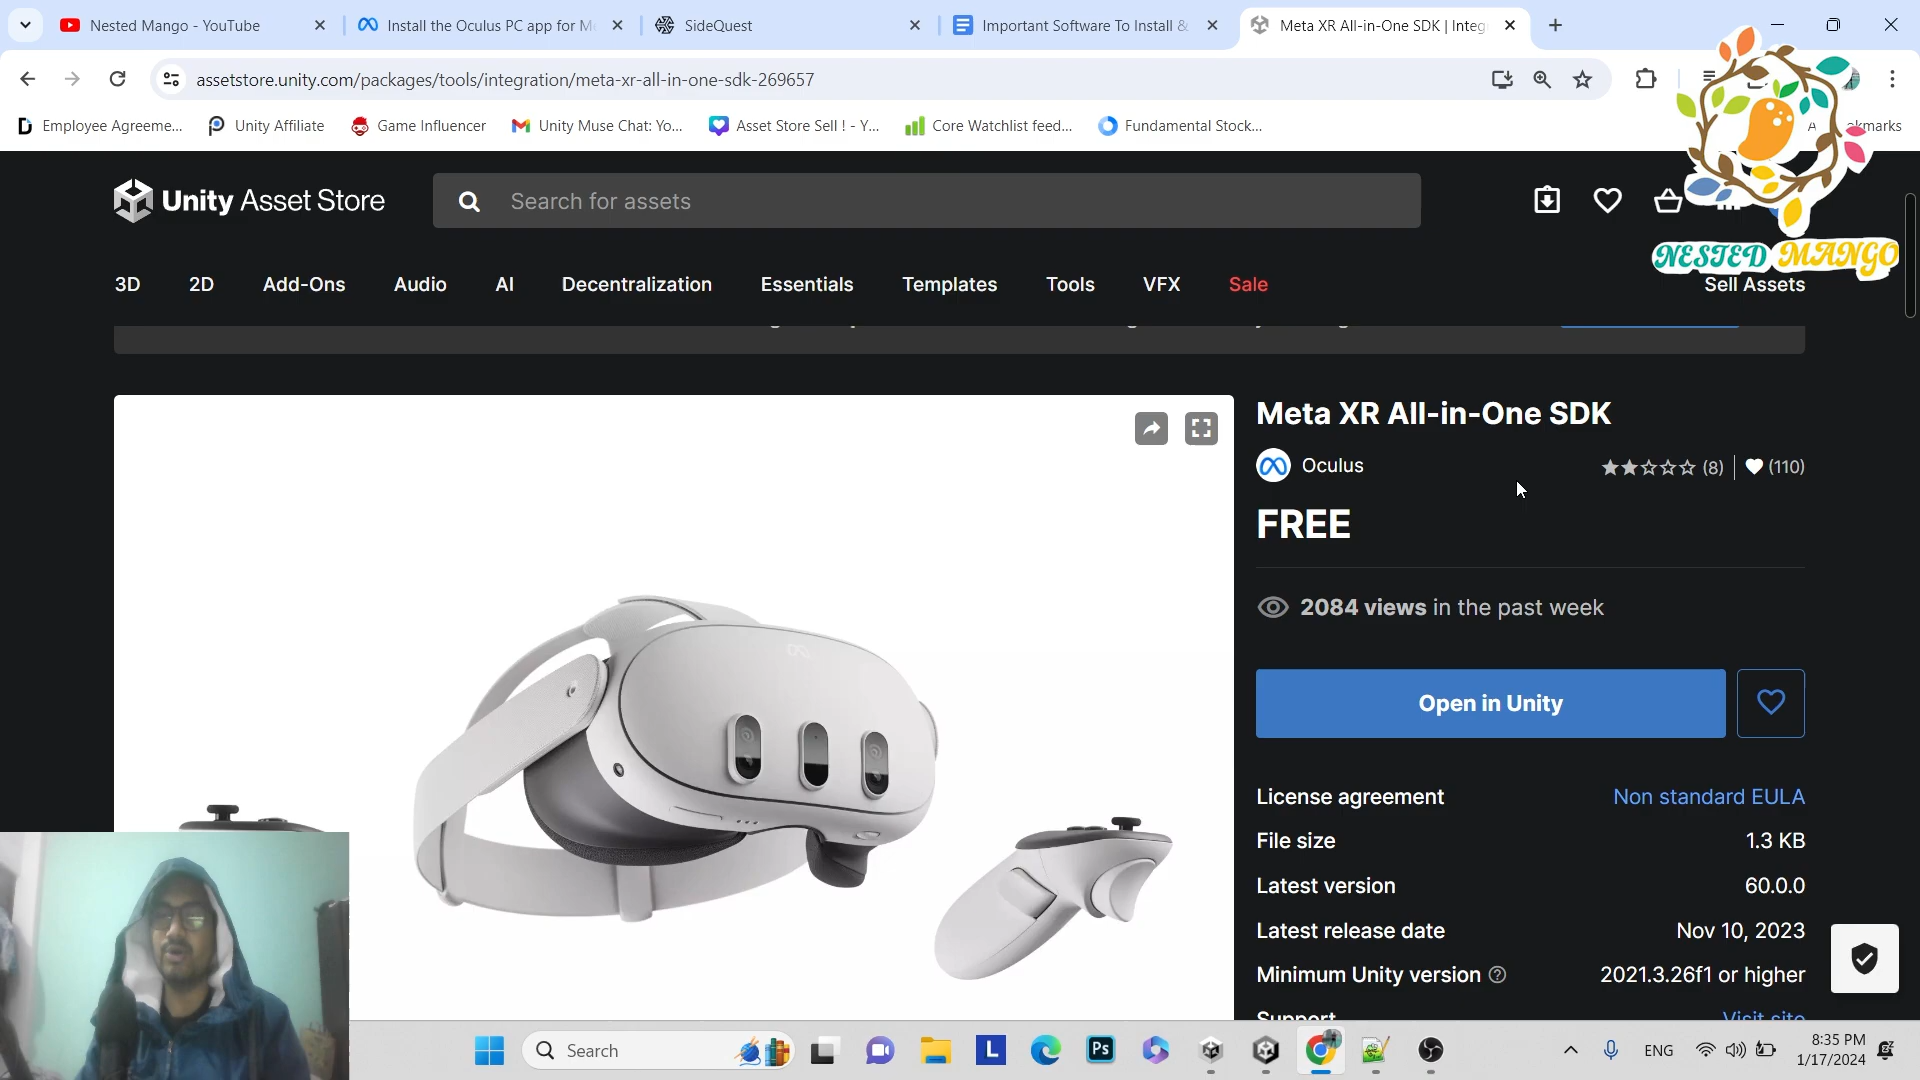 Nested Mango - YouTube
Install the Oculus PC app for M
SideQuest
Important Software To Install &
Meta XR All-in-One SDK | Integ
assetstore.unity.com/packages/tools/integration/meta-xr-all-in-one-sdk-269657
Employee Agreeme...
Unity Affiliate
Game Influencer
Unity Muse Chat: Yo...
Asset Store Sell ! - Y...
Core Watchlist feed...
Fundamental Stock...
NESTED MANGO
Unity Asset Store
Search for assets
3D
2D
Add-Ons
Audio
AI
Decentralization
Essentials
Templates
Tools
VFX
Sale
Sell Assets
Meta XR All-in-One SDK
Oculus
(8)
(110)
FREE
2084 views in the past week
Open in Unity
License agreement
Non standard EULA
File size
1.3 KB
Latest version
60.0.0
Latest release date
Nov 10, 2023
Minimum Unity version
2021.3.26f1 or higher
Support
Visit site
Search
L
Ps
ENG
8:35 PM
1/17/2024